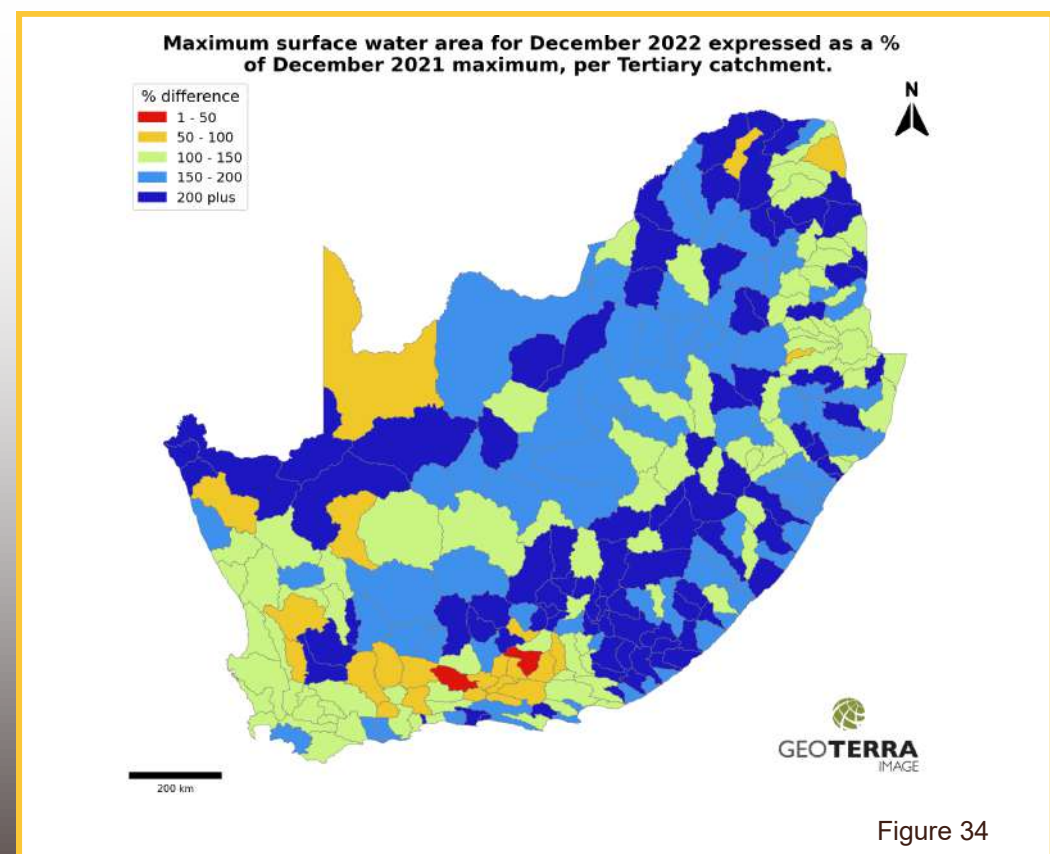 Maximum surface water area for December 2022 expressed as a %
of December 2021 maximum, per Tertiary catchment.
% difference
1 - 50
50 - 100
100 - 150
150 - 200
200 plus
N
GEOTERRA
IMAGE
200 km
Figure 34